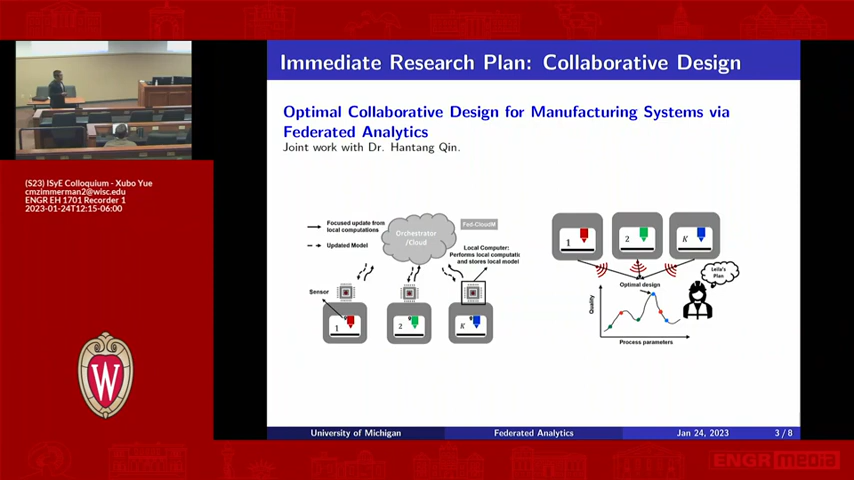 Immediate Research Plan: Collaborative Design
Optimal Collaborative Design for Manufacturing Systems via
Federated Analytics
Joint work with Dr. Hantang Qin.
(S23) ISyE Colloquium - Xubo Yue
cmzimmerman2@wisc.edu
ENGR EH 1701 Recorder 1
2023-01-24T12:15-06:00
W
Focused update from
local computations
Updated Model
Orchestrator
/Cloud
Fed-CloudM
Local Computer:
Performs local computatic
and stores local model
Sensor
1
2
K
1
2
K
Leila's
Plan
Optimal design
Quality
Process parameters
University of Michigan
Federated Analytics
Jan 24, 2023
3 / 8
ENGRmedia